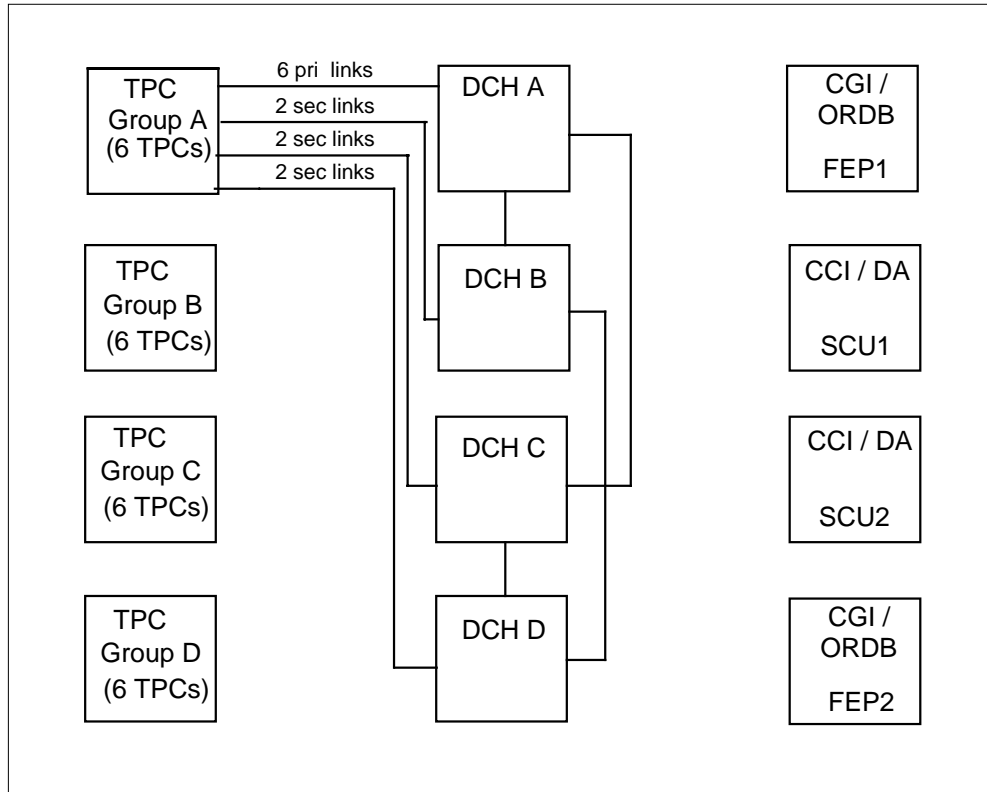 6 pri links
2 sec links
2 sec links
2 sec links
TPC
Group A
(6 TPCs)
DCH A
CGI /
ORDB
FEP1
TPC
Group B
(6 TPCs)
DCH B
CCI / DA
SCU1
TPC
Group C
(6 TPCs)
DCH C
CCI / DA
SCU2
TPC
Group D
(6 TPCs)
DCH D
CGI /
ORDB
FEP2